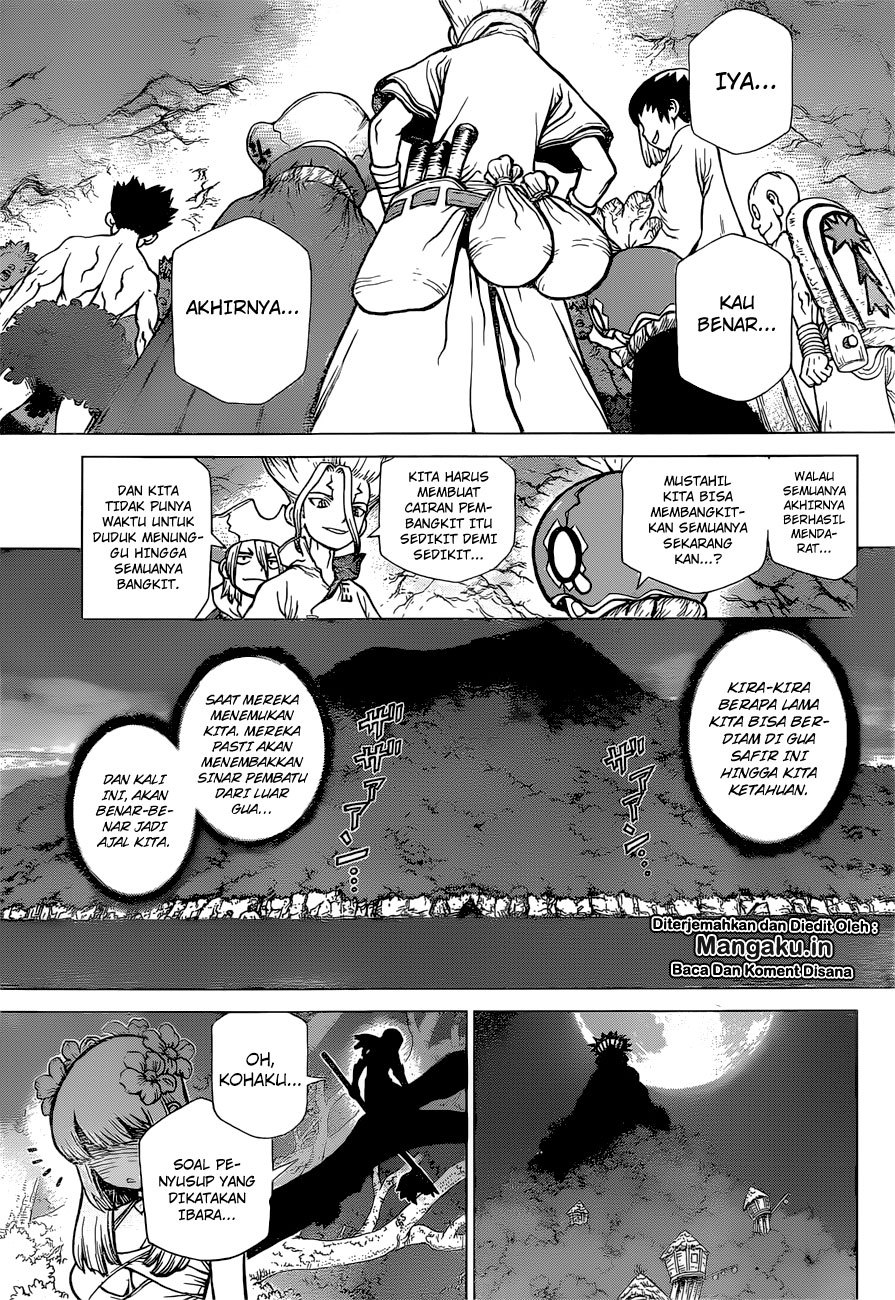 IYA...
KAU
BENAR...
AKHIRNYA...
WALAU
SEMUANYA
AKHIRNYA
BERHASIL
MENDA-
RAT...
MUSTAHIL
KITA BISA
MEMBANGKIT-
KAN SEMUANYA
SEKARANG
KAN...?
KITA HARUS
MEMBUAT
CAIRAN PEM-
BANGKIT ITU
SEDIKIT DEMI
SEDIKIT...
DAN KITA
TIDAK PUNYA
WAKTU UNTUK
DUDUK MENUNG-
GU HINGGA
SEMUANYA
BANGKIT.
KIRA-KIRA
BERAPA LAMA
KITA BISA BER-
DIAM DI GUA
SAFIR INI
HINGGA KITA
KETAHUAN.
SAAT MEREKA
MENEMUKAN
KITA. MEREKA
PASTI AKAN
MENEMBAKKAN
SINAR PEMBATU
DARI LUAR
GUA...
DAN KALI
INI, AKAN
BENAR-BE-
NAR JADI
AJAL KITA.
ザザァ
ザァ
Diterjemahkan dan Diedit Oleh :
Mangaku.in
Baca Dan Koment Disana
OH,
KOHAKU...
SOAL PE-
NYUSUP YANG
DIKATAKAN
IBARA...